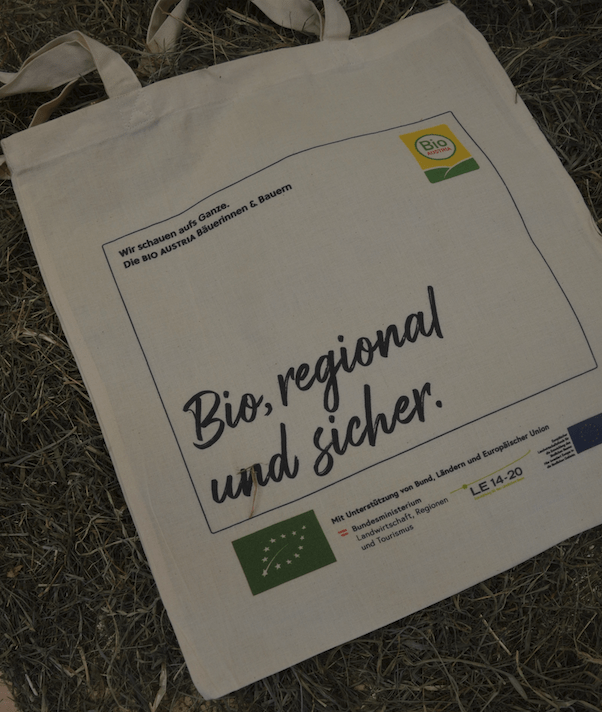 Bio
AUSTRIA
Wir schauen aufs Ganze.
Die BIO AUSTRIA Bäuerinnen & Bauern
Bio, regional
und sicher.
Mit Unterstützung von Bund, Ländern und Europäischer Union
Bundesministerium
Landwirtschaft, Regionen
und Tourismus
LE 14-20